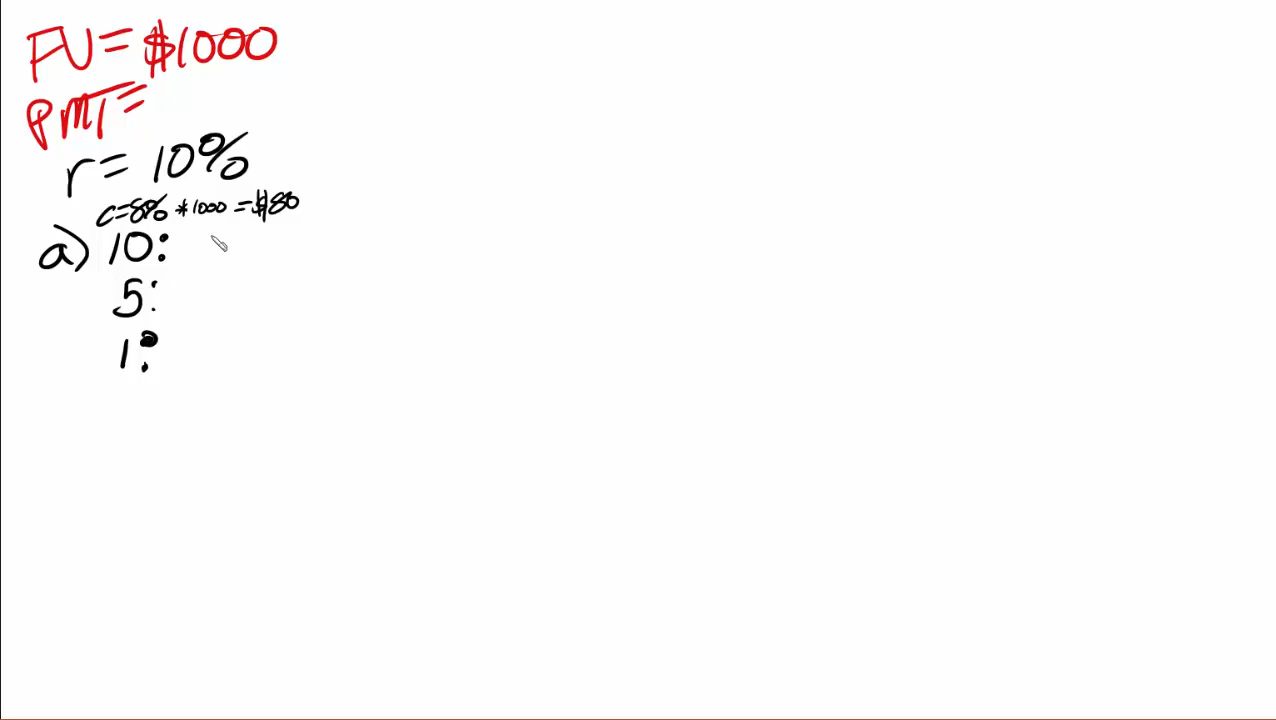 FV = $1000
PMT =
r = 10%
c = 8% * 1000 = $80
a) 10:
5:
1: